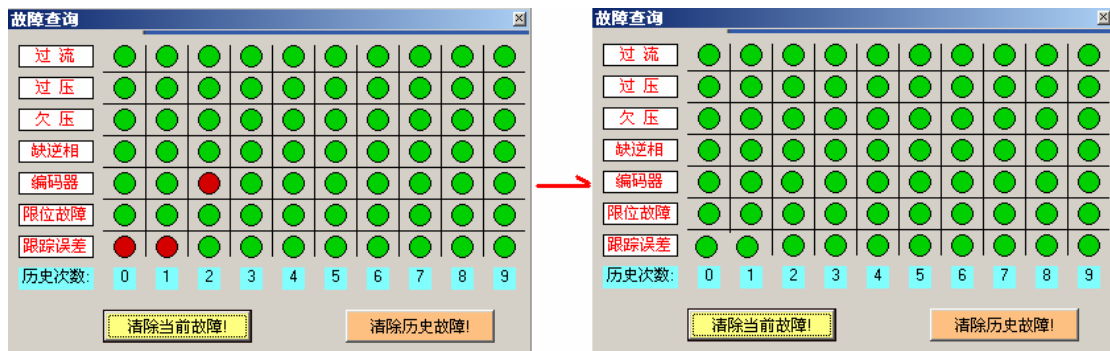 故障查询
过 流
过 压
欠 压
缺逆相
编码器
限位故障
跟踪误差
历史次数: 0 1 2 3 4 5 6 7 8 9
清除当前故障! 清除历史故障!
故障查询
过 流
过 压
欠 压
缺逆相
编码器
限位故障
跟踪误差
历史次数: 0 1 2 3 4 5 6 7 8 9
清除当前故障! 清除历史故障!